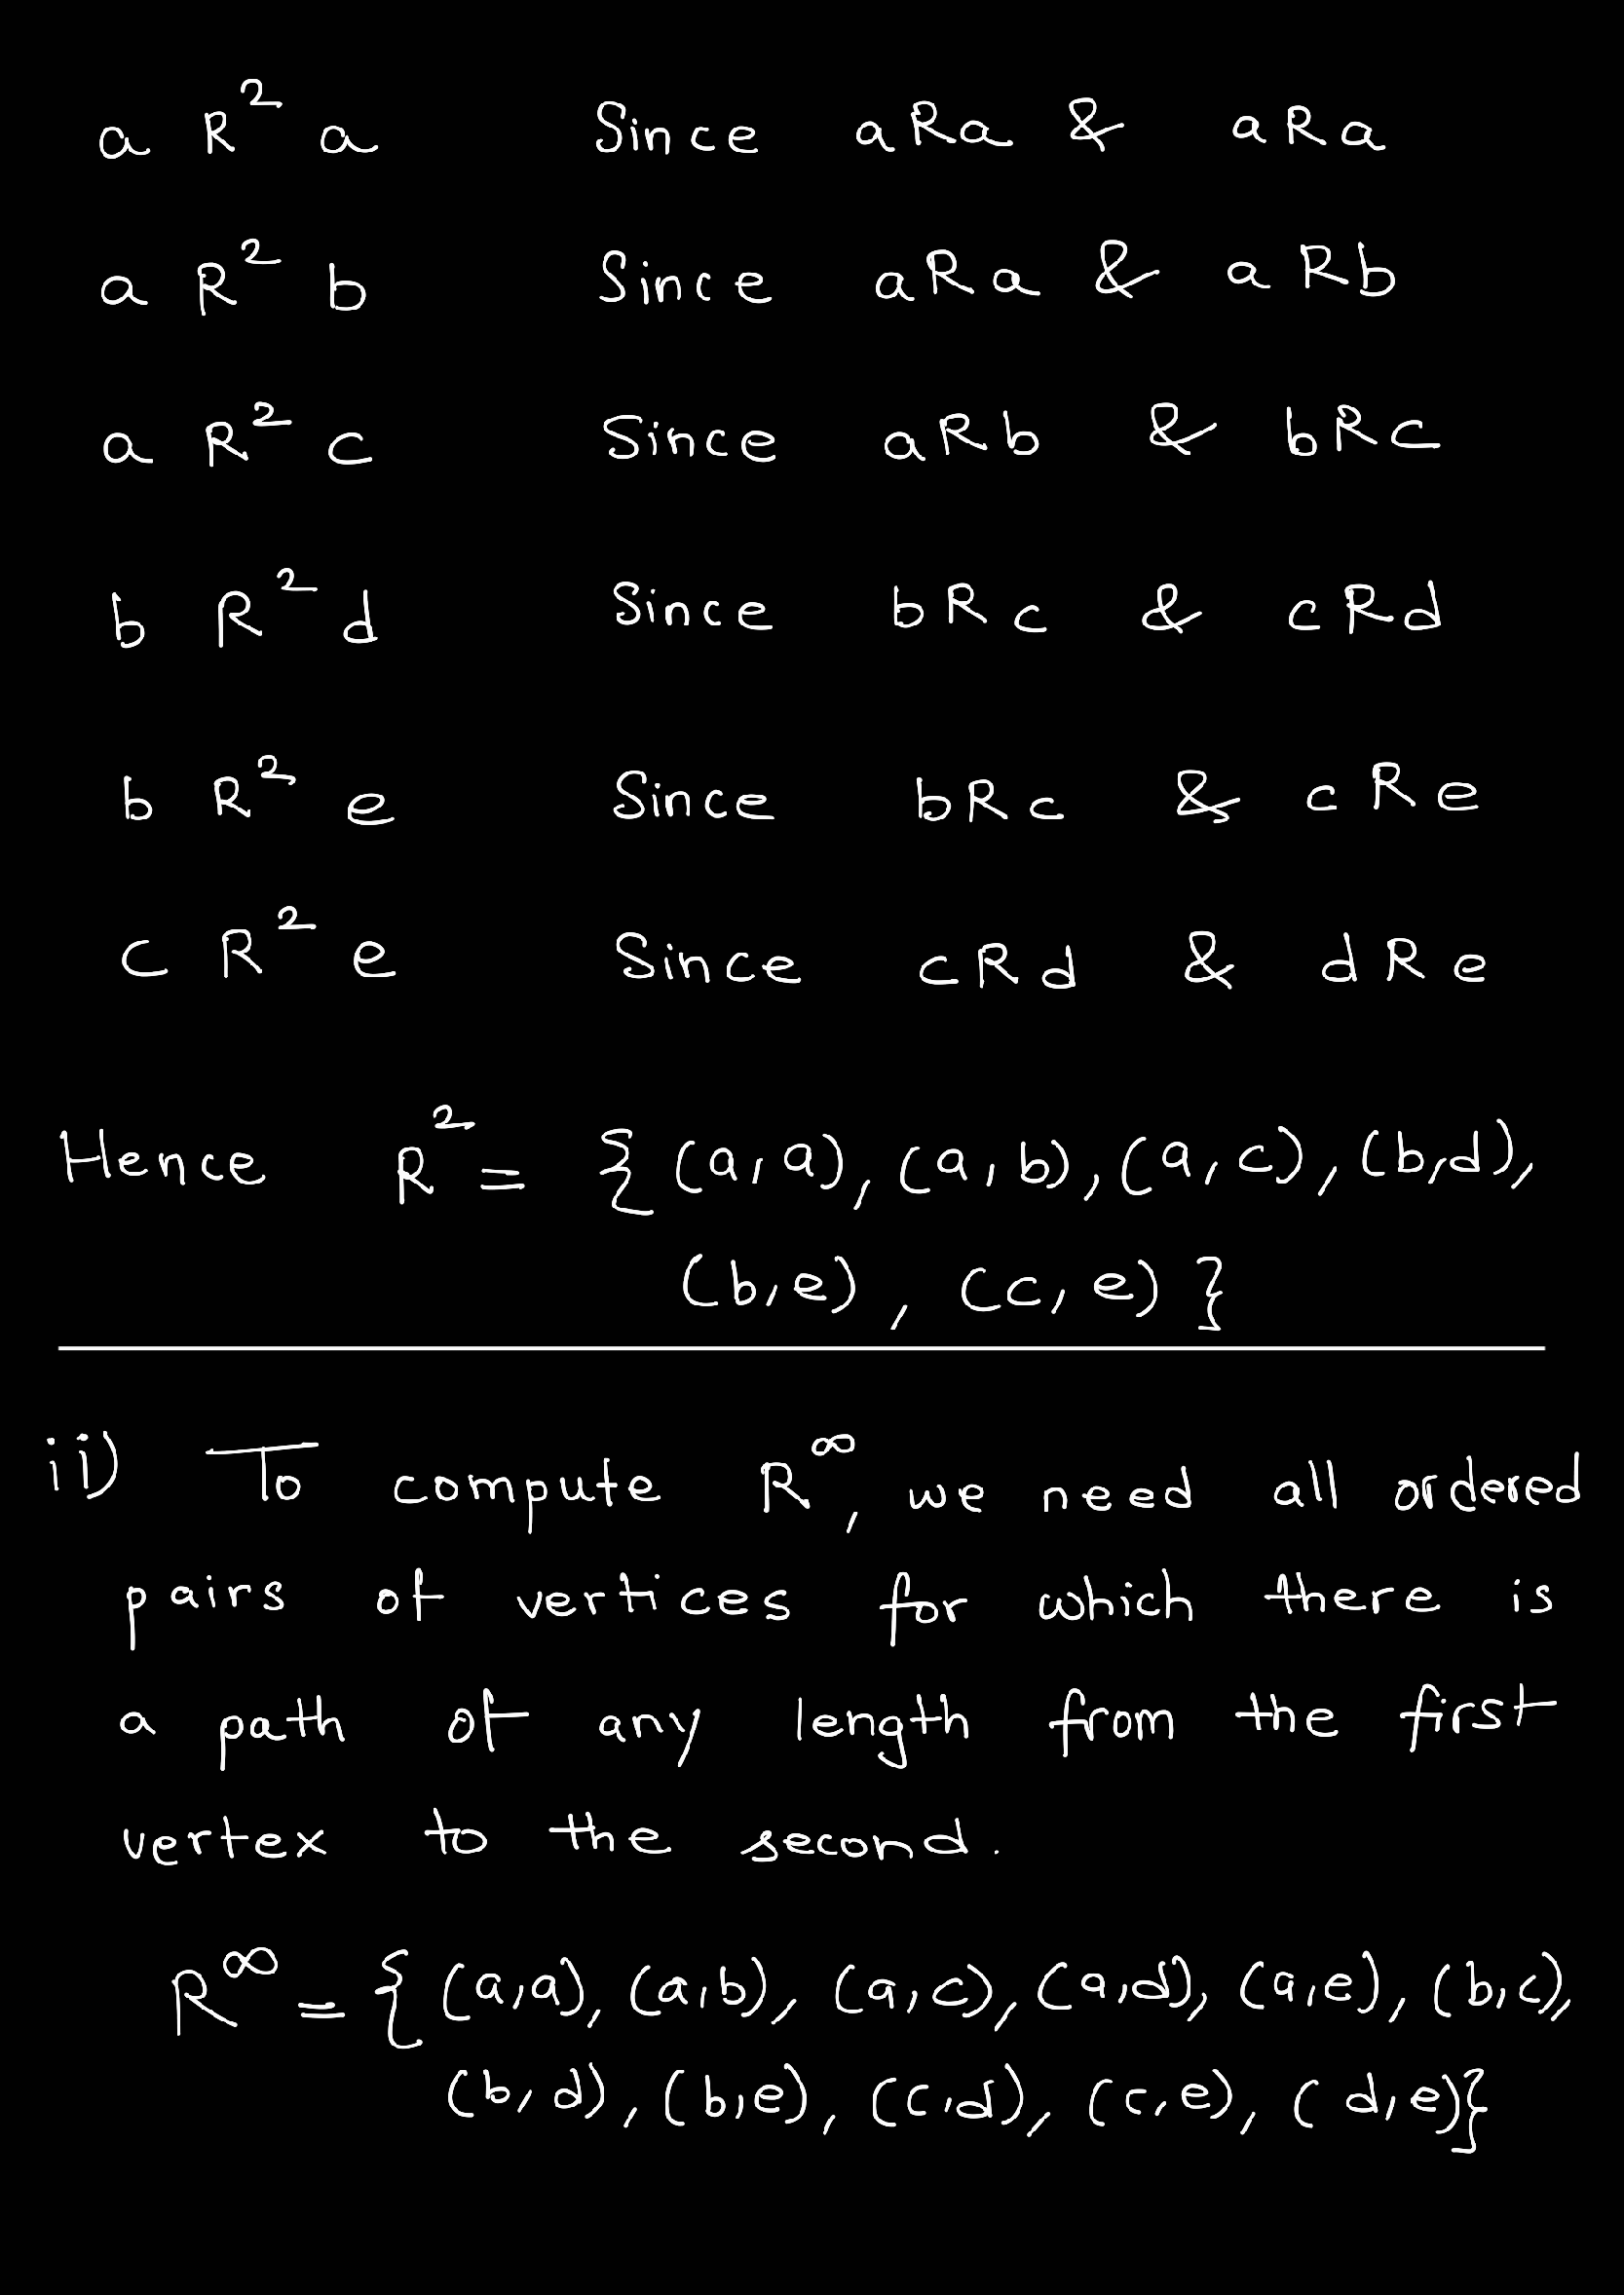 a R² a Since aRa & aRa
a R² b Since aRa & aRb
a R² c Since aRb & bRc
b R² d Since bRc & cRd
b R² e Since bRc & cRe
c R² e Since cRd & dRe
Hence R² = {(a,a), (a,b), (a,c), (b,d),
(b,e), (c,e)}
ii) To compute R^∞, we need all ordered
pairs of vertices for which there is
a path of any length from the first
vertex to the second.
R^∞ = {(a,a), (a,b), (a,c), (a,d), (a,e), (b,c),
(b,d), (b,e), (c,d), (c,e), (d,e)}